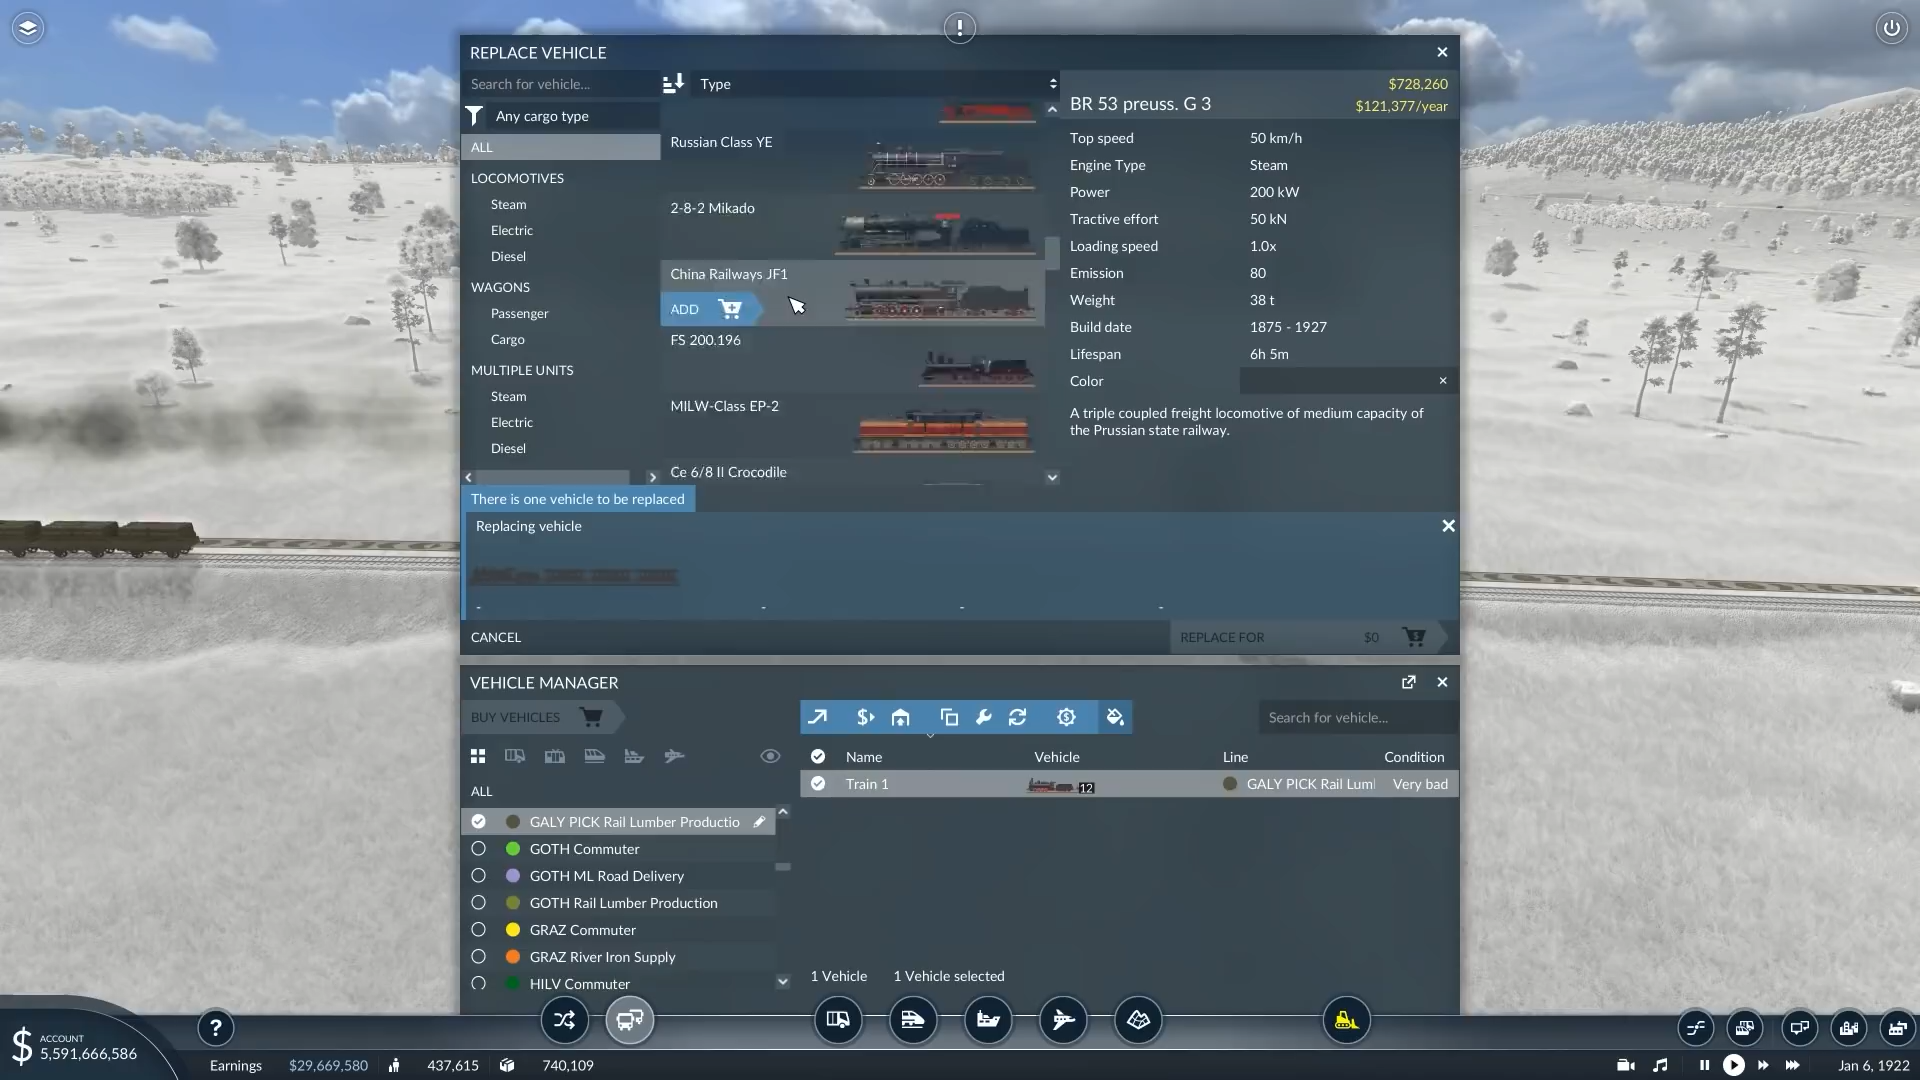 REPLACE VEHICLE
Search for vehicle...
Type
Any cargo type
ALL
LOCOMOTIVES
Steam
Electric
Diesel
WAGONS
Passenger
Cargo
MULTIPLE UNITS
Steam
Electric
Diesel
Russian Class YE
2-8-2 Mikado
China Railways JF1
ADD
FS 200.196
MILW-Class EP-2
Ce 6/8 II Crocodile
$728,260
BR 53 preuss. G 3
$121,377/year
Top speed 50 km/h
Engine Type Steam
Power 200 kW
Tractive effort 50 kN
Loading speed 1.0x
Emission 80
Weight 38 t
Build date 1875 - 1927
Lifespan 6h 5m
Color
A triple coupled freight locomotive of medium capacity of
the Prussian state railway.
There is one vehicle to be replaced
Replacing vehicle
- - - -
CANCEL
REPLACE FOR $0
VEHICLE MANAGER
BUY VEHICLES
Search for vehicle...
ALL
GALY PICK Rail Lumber Productio
GOTH Commuter
GOTH ML Road Delivery
GOTH Rail Lumber Production
GRAZ Commuter
GRAZ River Iron Supply
HILV Commuter
Name Vehicle Line Condition
Train 1 12 GALY PICK Rail Luml Very bad
1 Vehicle 1 Vehicle selected
?
$ ACCOUNT
5,591,666,586
Earnings $29,669,580 437,615 740,109
Jan 6, 1922